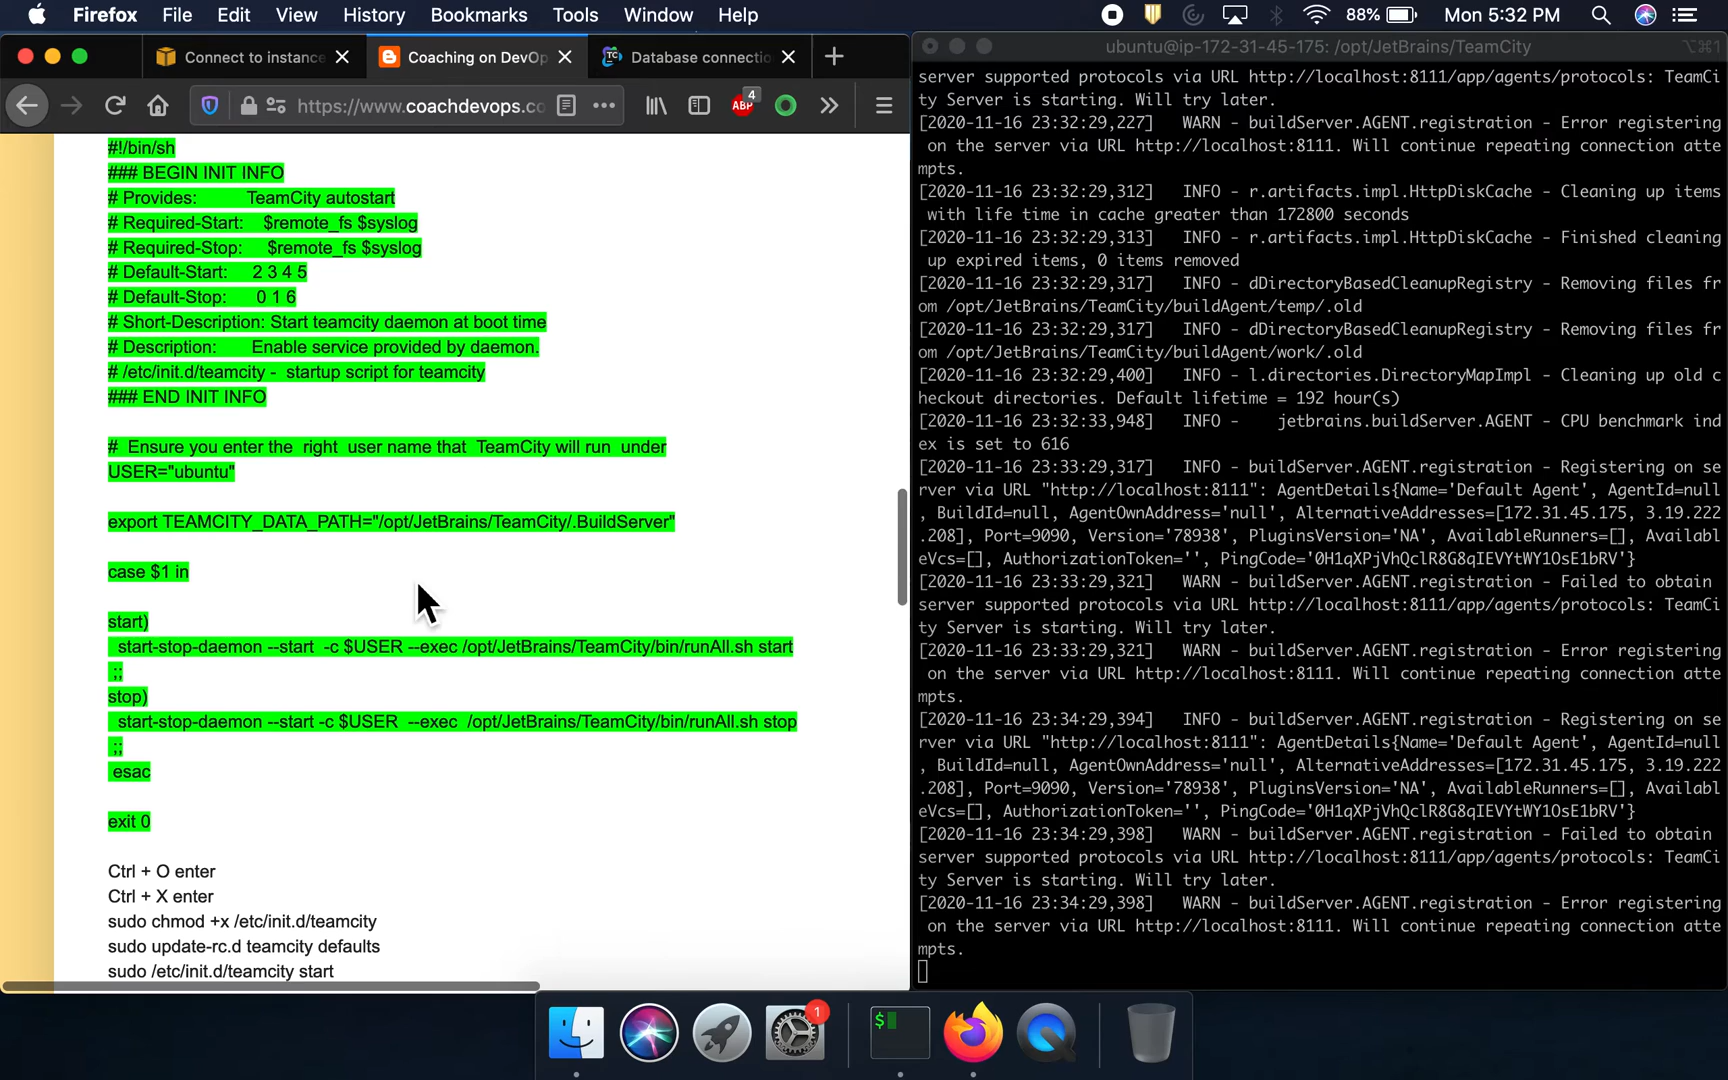 Firefox File Edit View History Bookmarks Tools Window Help 88% Mon 5:32 PM
Connect to instance
Coaching on DevOp
Database connectio
https://www.coachdevops.co
ABP 4
#!/bin/sh
### BEGIN INIT INFO
# Provides: TeamCity autostart
# Required-Start: $remote_fs $syslog
# Required-Stop: $remote_fs $syslog
# Default-Start: 2 3 4 5
# Default-Stop: 0 1 6
# Short-Description: Start teamcity daemon at boot time
# Description: Enable service provided by daemon.
# /etc/init.d/teamcity - startup script for teamcity
### END INIT INFO
# Ensure you enter the right user name that TeamCity will run under
USER="ubuntu"
export TEAMCITY_DATA_PATH="/opt/JetBrains/TeamCity/.BuildServer"
case $1 in
start)
start-stop-daemon --start -c $USER --exec /opt/JetBrains/TeamCity/bin/runAll.sh start
;;
stop)
start-stop-daemon --start -c $USER --exec /opt/JetBrains/TeamCity/bin/runAll.sh stop
;;
esac
exit 0
Ctrl + O enter
Ctrl + X enter
sudo chmod +x /etc/init.d/teamcity
sudo update-rc.d teamcity defaults
sudo /etc/init.d/teamcity start
ubuntu@ip-172-31-45-175: /opt/JetBrains/TeamCity ⌥⌘1
server supported protocols via URL http://localhost:8111/app/agents/protocols: TeamCi
ty Server is starting. Will try later.
[2020-11-16 23:32:29,227] WARN - buildServer.AGENT.registration - Error registering
on the server via URL http://localhost:8111. Will continue repeating connection atte
mpts.
[2020-11-16 23:32:29,312] INFO - r.artifacts.impl.HttpDiskCache - Cleaning up items
with life time in cache greater than 172800 seconds
[2020-11-16 23:32:29,313] INFO - r.artifacts.impl.HttpDiskCache - Finished cleaning
up expired items, 0 items removed
[2020-11-16 23:32:29,317] INFO - dDirectoryBasedCleanupRegistry - Removing files fr
om /opt/JetBrains/TeamCity/buildAgent/temp/.old
[2020-11-16 23:32:29,317] INFO - dDirectoryBasedCleanupRegistry - Removing files fr
om /opt/JetBrains/TeamCity/buildAgent/work/.old
[2020-11-16 23:32:29,400] INFO - l.directories.DirectoryMapImpl - Cleaning up old c
heckout directories. Default lifetime = 192 hour(s)
[2020-11-16 23:32:33,948] INFO - jetbrains.buildServer.AGENT - CPU benchmark ind
ex is set to 616
[2020-11-16 23:33:29,317] INFO - buildServer.AGENT.registration - Registering on se
rver via URL "http://localhost:8111": AgentDetails{Name='Default Agent', AgentId=null
, BuildId=null, AgentOwnAddress='null', AlternativeAddresses=[172.31.45.175, 3.19.222
.208], Port=9090, Version='78938', PluginsVersion='NA', AvailableRunners=[], Availabl
eVcs=[], AuthorizationToken='', PingCode='0H1qXPjVhQclR8G8qIEVYtWY1OsE1bRV'}
[2020-11-16 23:33:29,321] WARN - buildServer.AGENT.registration - Failed to obtain
server supported protocols via URL http://localhost:8111/app/agents/protocols: TeamCi
ty Server is starting. Will try later.
[2020-11-16 23:33:29,321] WARN - buildServer.AGENT.registration - Error registering
on the server via URL http://localhost:8111. Will continue repeating connection atte
mpts.
[2020-11-16 23:34:29,394] INFO - buildServer.AGENT.registration - Registering on se
rver via URL "http://localhost:8111": AgentDetails{Name='Default Agent', AgentId=null
, BuildId=null, AgentOwnAddress='null', AlternativeAddresses=[172.31.45.175, 3.19.222
.208], Port=9090, Version='78938', PluginsVersion='NA', AvailableRunners=[], Availabl
eVcs=[], AuthorizationToken='', PingCode='0H1qXPjVhQclR8G8qIEVYtWY1OsE1bRV'}
[2020-11-16 23:34:29,398] WARN - buildServer.AGENT.registration - Failed to obtain
server supported protocols via URL http://localhost:8111/app/agents/protocols: TeamCi
ty Server is starting. Will try later.
[2020-11-16 23:34:29,398] WARN - buildServer.AGENT.registration - Error registering
on the server via URL http://localhost:8111. Will continue repeating connection atte
mpts.
1
$